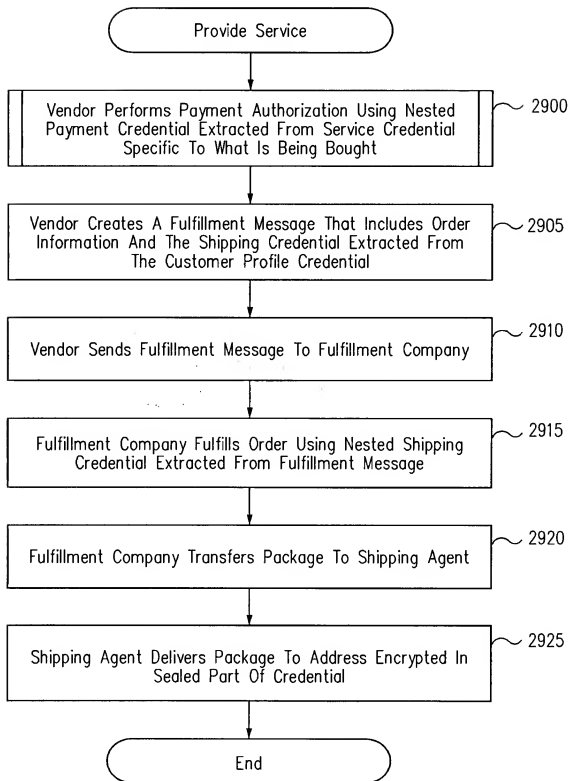 Provide Service
Vendor Performs Payment Authorization Using Nested
Payment Credential Extracted From Service Credential
Specific To What Is Being Bought
2900
Vendor Creates A Fulfillment Message That Includes Order
Information And The Shipping Credential Extracted From
The Customer Profile Credential
2905
Vendor Sends Fulfillment Message To Fulfillment Company
2910
Fulfillment Company Fulfills Order Using Nested Shipping
Credential Extracted From Fulfillment Message
2915
Fulfillment Company Transfers Package To Shipping Agent
2920
Shipping Agent Delivers Package To Address Encrypted In
Sealed Part Of Credential
2925
End